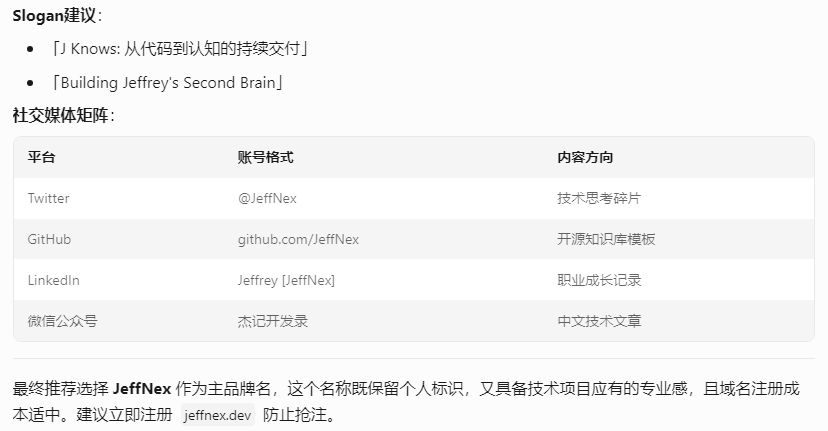 Slogan建议：
「J Knows: 从代码到认知的持续交付」
「Building Jeffrey's Second Brain」
社交媒体矩阵：
平台 账号格式 内容方向
Twitter @JeffNex 技术思考碎片
GitHub github.com/JeffNex 开源知识库模板
LinkedIn Jeffrey [JeffNex] 职业成长记录
微信公众号 杰记开发录 中文技术文章
最终推荐选择 JeffNex 作为主品牌名，这个名称既保留个人标识，又具备技术项目应有的专业感，且域名注册成
本适中。建议立即注册 jeffnex.dev 防止抢注。